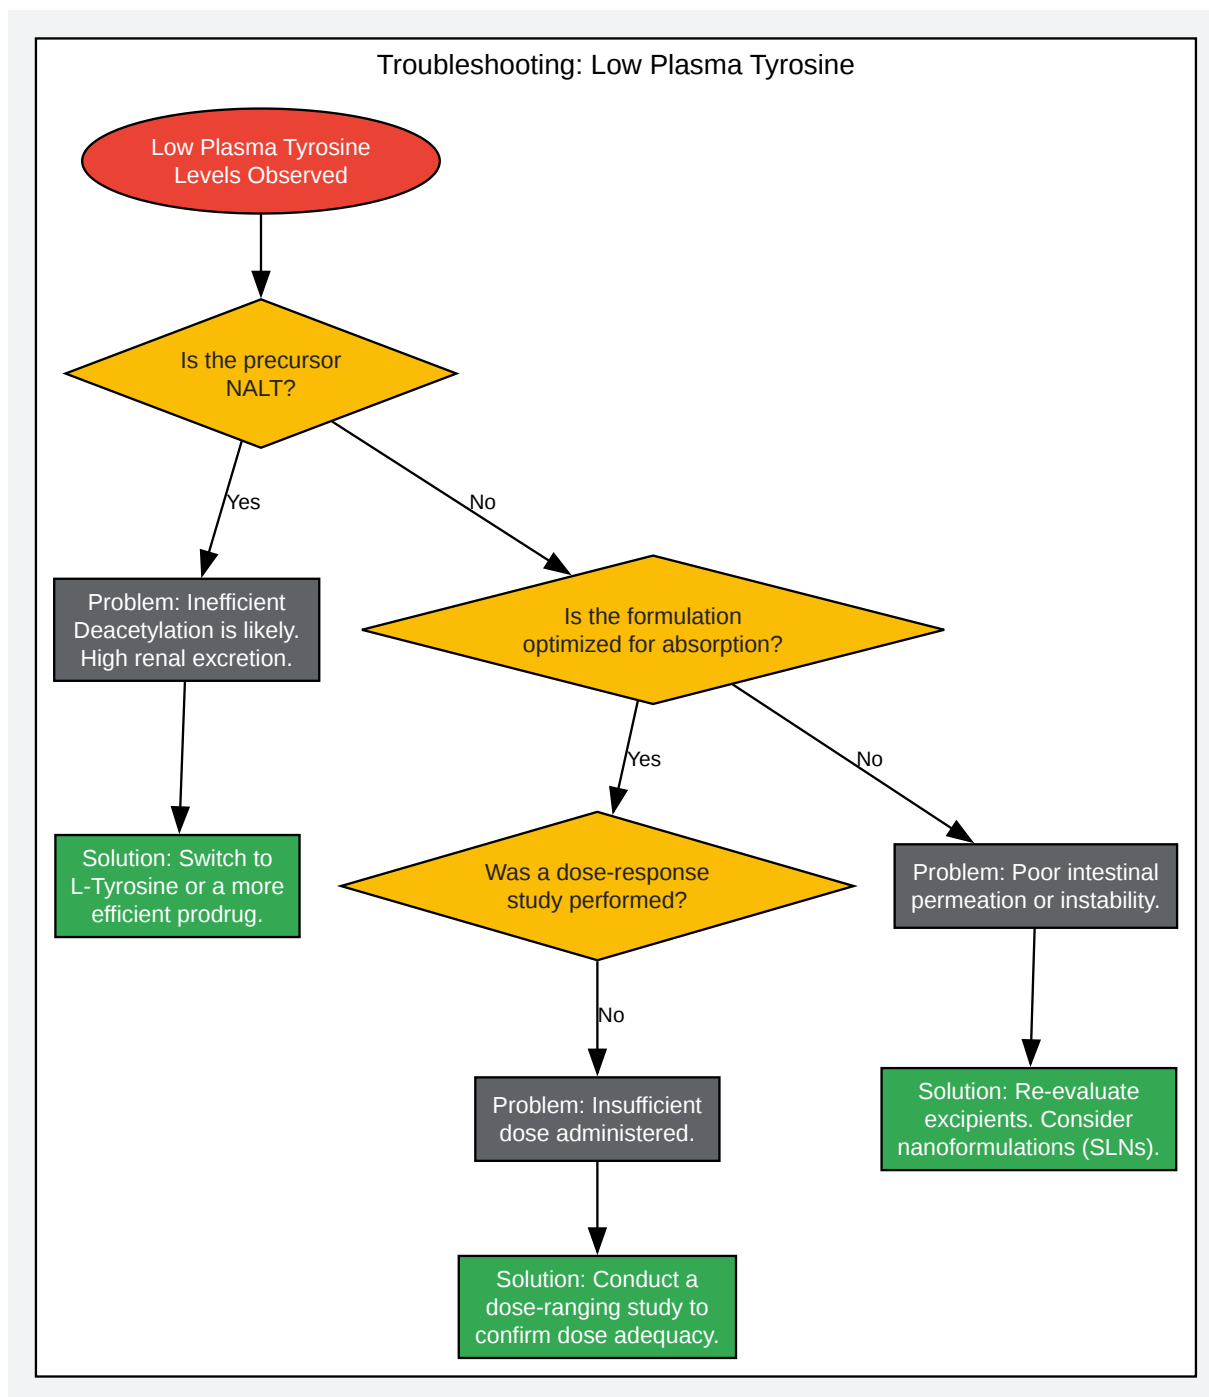 Troubleshooting: Low Plasma Tyrosine
Low Plasma Tyrosine
Levels Observed
Is the precursor
NALT?
Yes
No
Problem: Inefficient
Deacetylation is likely.
High renal excretion.
Is the formulation
optimized for absorption?
Yes
No
Solution: Switch to
L-Tyrosine or a more
efficient prodrug.
Was a dose-response
study performed?
Problem: Poor intestinal
permeation or instability.
No
Problem: Insufficient
dose administered.
Solution: Re-evaluate
excipients. Consider
nanoformulations (SLNs).
Solution: Conduct a
dose-ranging study to
confirm dose adequacy.